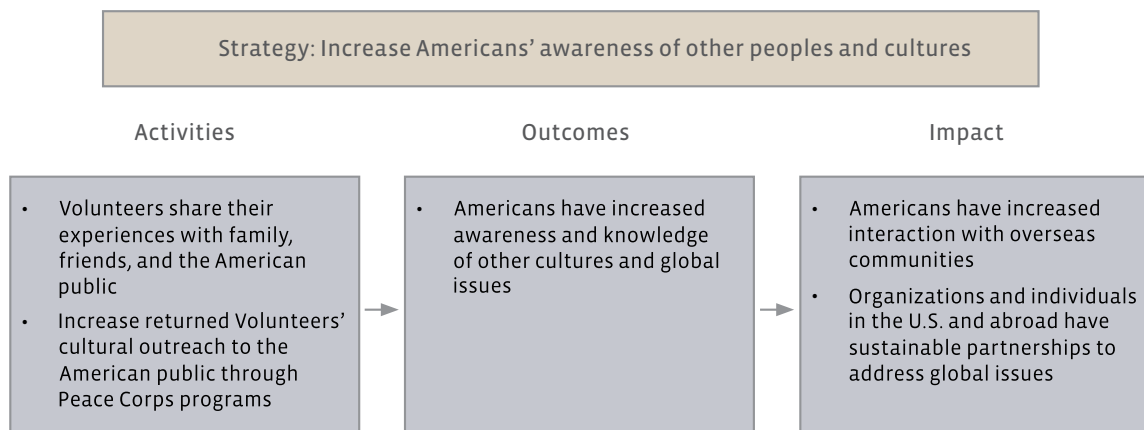 Strategy: Increase Americans’ awareness of other peoples and cultures
Activities
Outcomes
Impact
• Volunteers share their
experiences with family,
friends, and the American
public
• Increase returned Volunteers’
cultural outreach to the
American public through
Peace Corps programs
• Americans have increased
awareness and knowledge
of other cultures and global
issues
• Americans have increased
interaction with overseas
communities
• Organizations and individuals
in the U.S. and abroad have
sustainable partnerships to
address global issues